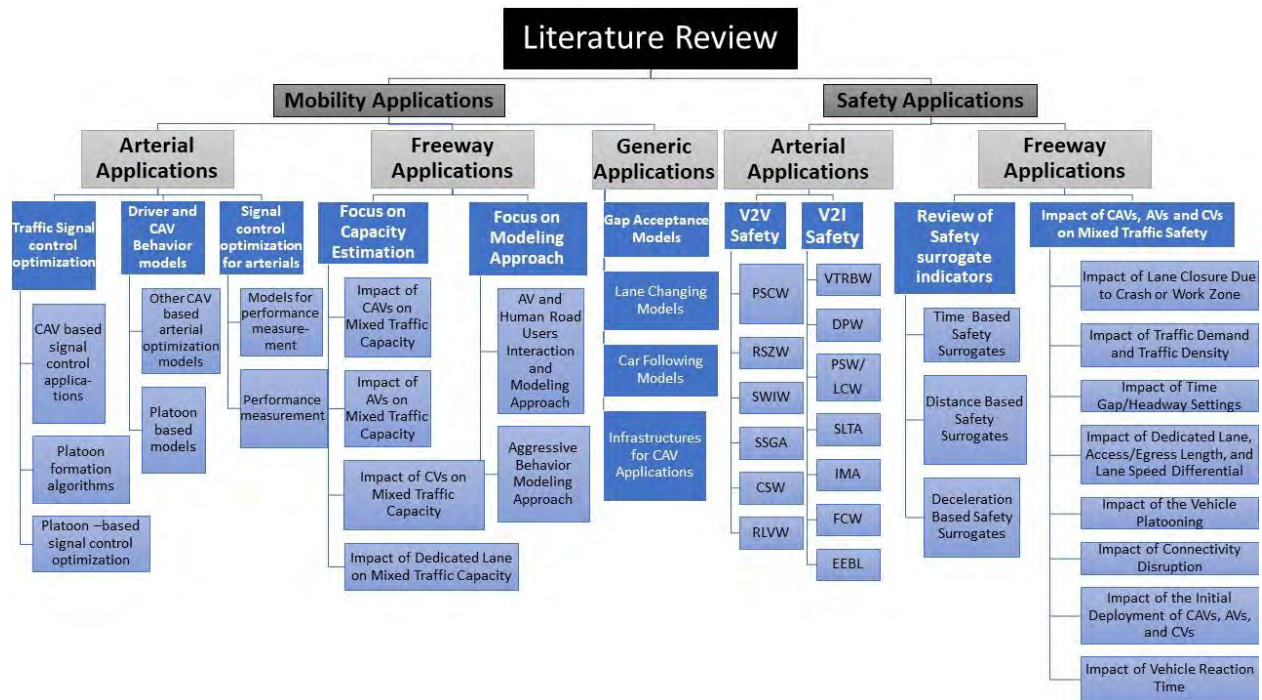 Literature Review
Mobility Applications
Safety Applications
Arterial
Applications
Freeway
Applications
Generic
Applications
Arterial
Applications
Freeway
Applications
Traffic Signal
control
optimization
CAV based
signal
control
applica-
tions
Platoon
formation
algorithms
Platoon –based
signal control
optimization
Driver and
CAV
Behavior
models
Other CAV
based
arterial
optimization
models
Platoon
based
models
Signal
control
optimization
for arterials
Models for
performance
measure-
ment
Performance
measurement
Focus on
Capacity
Estimation
Impact of
CAVs on
Mixed Traffic
Capacity
Impact of
AVs on
Mixed Traffic
Capacity
Impact of CVs on
Mixed Traffic
Capacity
Impact of Dedicated Lane
on Mixed Traffic Capacity
Focus on
Modeling
Approach
AV and
Human Road
Users
Interaction
and
Modeling
Approach
Aggressive
Behavior
Modeling
Approach
Gap Acceptance
Models
Lane Changing
Models
Car Following
Models
Infrastructures
for CAV
Applications
V2V
Safety
PSCW
RSZW
SWIW
SSGA
CSW
RLVW
V2I
Safety
VTRBW
DPW
PSW/
LCW
SLTA
IMA
FCW
EEBL
Review of
Safety
surrogate
indicators
Time Based
Safety
Surrogates
Distance Based
Safety
Surrogates
Deceleration
Based Safety
Surrogates
Impact of CAVs, AVs and CVs
on Mixed Traffic Safety
Impact of Lane Closure Due
to Crash or Work Zone
Impact of Traffic Demand
and Traffic Density
Impact of Time
Gap/Headway Settings
Impact of Dedicated Lane,
Access/Egress Length, and
Lane Speed Differential
Impact of the Vehicle
Platooning
Impact of Connectivity
Disruption
Impact of the Initial
Deployment of CAVs, AVs,
and CVs
Impact of Vehicle Reaction
Time